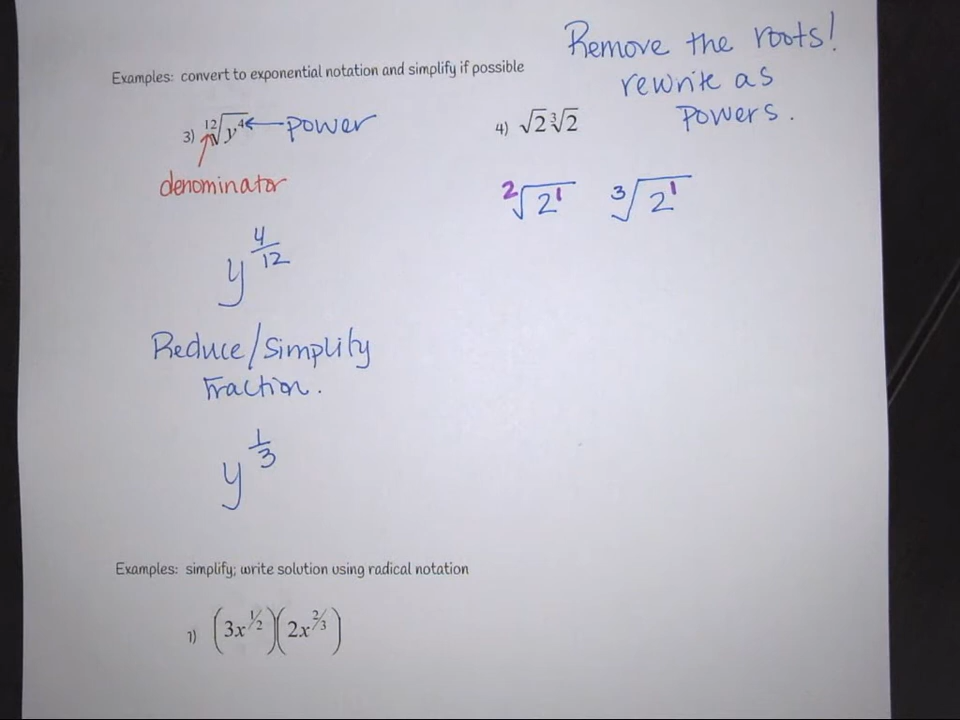 Remove the roots!
rewrite as
Powers.
Examples: convert to exponential notation and simplify if possible
3) ¹²√y⁴ ← power
denominator
y^(4/12)
Reduce/Simplify
Fraction.
y^(1/3)
4) √2 ³√2
²√2¹ ³√2¹
Examples: simplify; write solution using radical notation
1) (3x^(1/2))(2x^(2/3))